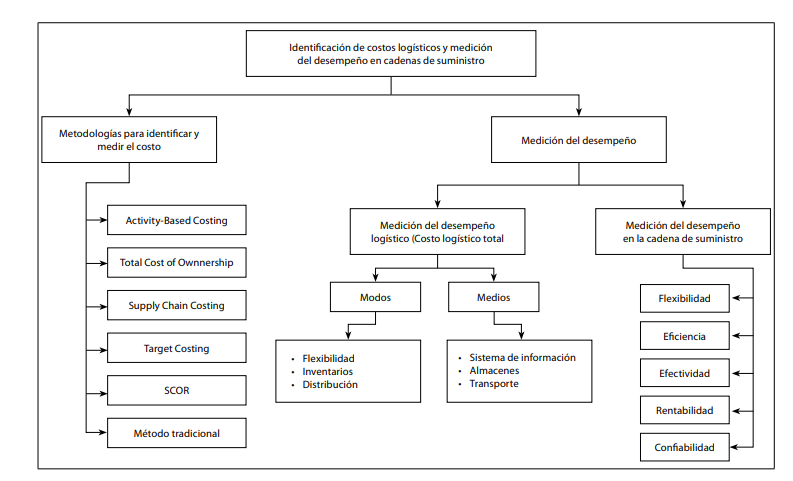 Identificación de costos logísticos y medición
del desempeño en cadenas de suministro
Metodologías para identificar y
medir el costo
Medición del desempeño
Activity-Based Costing
Total Cost of Ownnership
Supply Chain Costing
Target Costing
SCOR
Método tradicional
Medición del desempeño
logístico (Costo logístico total
Medición del desempeño
en la cadena de suministro
Modos
Medios
• Flexibilidad
• Inventarios
• Distribución
• Sistema de información
• Almacenes
• Transporte
Flexibilidad
Eficiencia
Efectividad
Rentabilidad
Confiabilidad